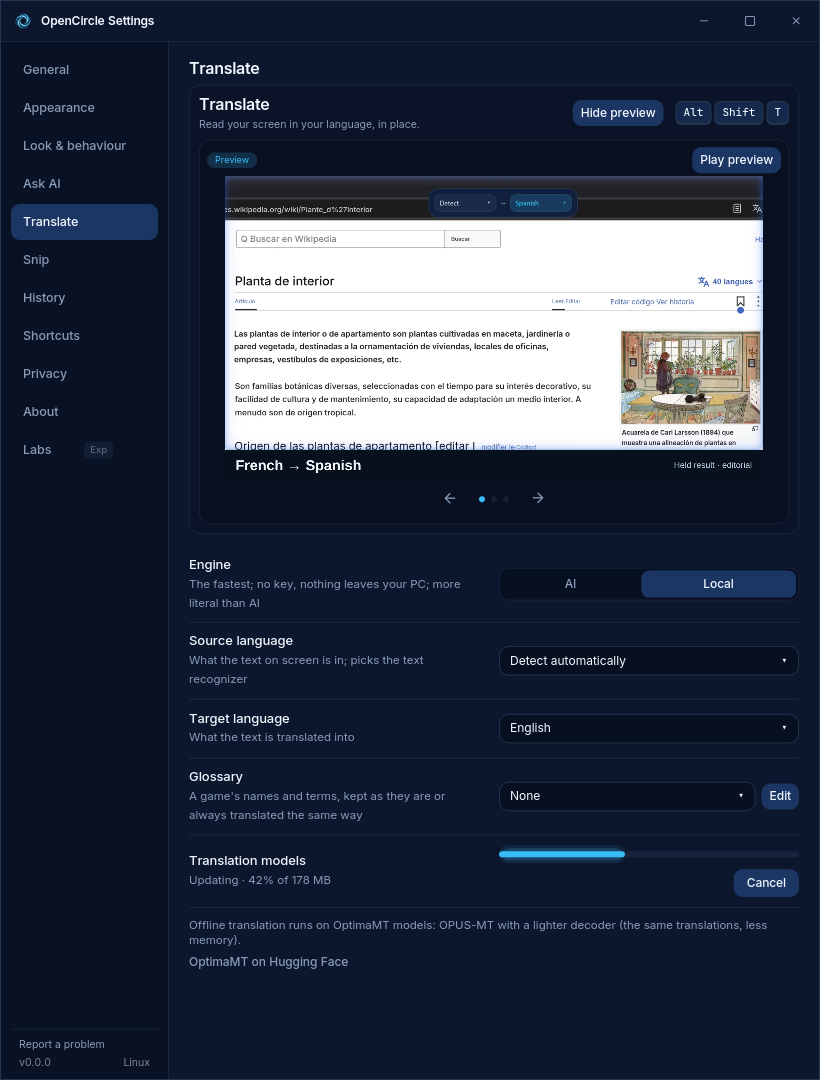 OpenCircle Settings
General
Appearance
Look & behaviour
Ask AI
Translate
Snip
History
Shortcuts
Privacy
About
Labs Exp
Report a problem
v0.0.0 Linux
Translate
Translate
Read your screen in your language, in place.
Hide preview
Alt Shift T
Preview
Play preview
es.wikipedia.org/wiki/Plante_d%27interior
Detect → Spanish
Q Buscar en Wikipedia Buscar
Planta de interior
40 langues
Artículo Leer Editar Editar código Ver historia
Las plantas de interior o de apartamento son plantas cultivadas en maceta, jardinería o
pared vegetada, destinadas a la ornamentación de viviendas, locales de oficinas,
empresas, vestíbulos de exposiciones, etc.
Son familias botánicas diversas, seleccionadas con el tiempo para su interés decorativo, su
facilidad de cultura y de mantenimiento, su capacidad de adaptación un medio interior. A
menudo son de origen tropical.
Acuarela de Carl Larsson (1894) que
muestra una alineación de plantas en
Origen de las plantas de apartamento [editar | modifier le Código]
French → Spanish
Held result · editorial
Engine
The fastest; no key, nothing leaves your PC; more
literal than AI
AI Local
Source language
What the text on screen is in; picks the text
recognizer
Detect automatically
Target language
What the text is translated into
English
Glossary
A game's names and terms, kept as they are or
always translated the same way
None
Edit
Translation models
Updating · 42% of 178 MB
Cancel
Offline translation runs on OptimaMT models: OPUS-MT with a lighter decoder (the same translations, less
memory).
OptimaMT on Hugging Face